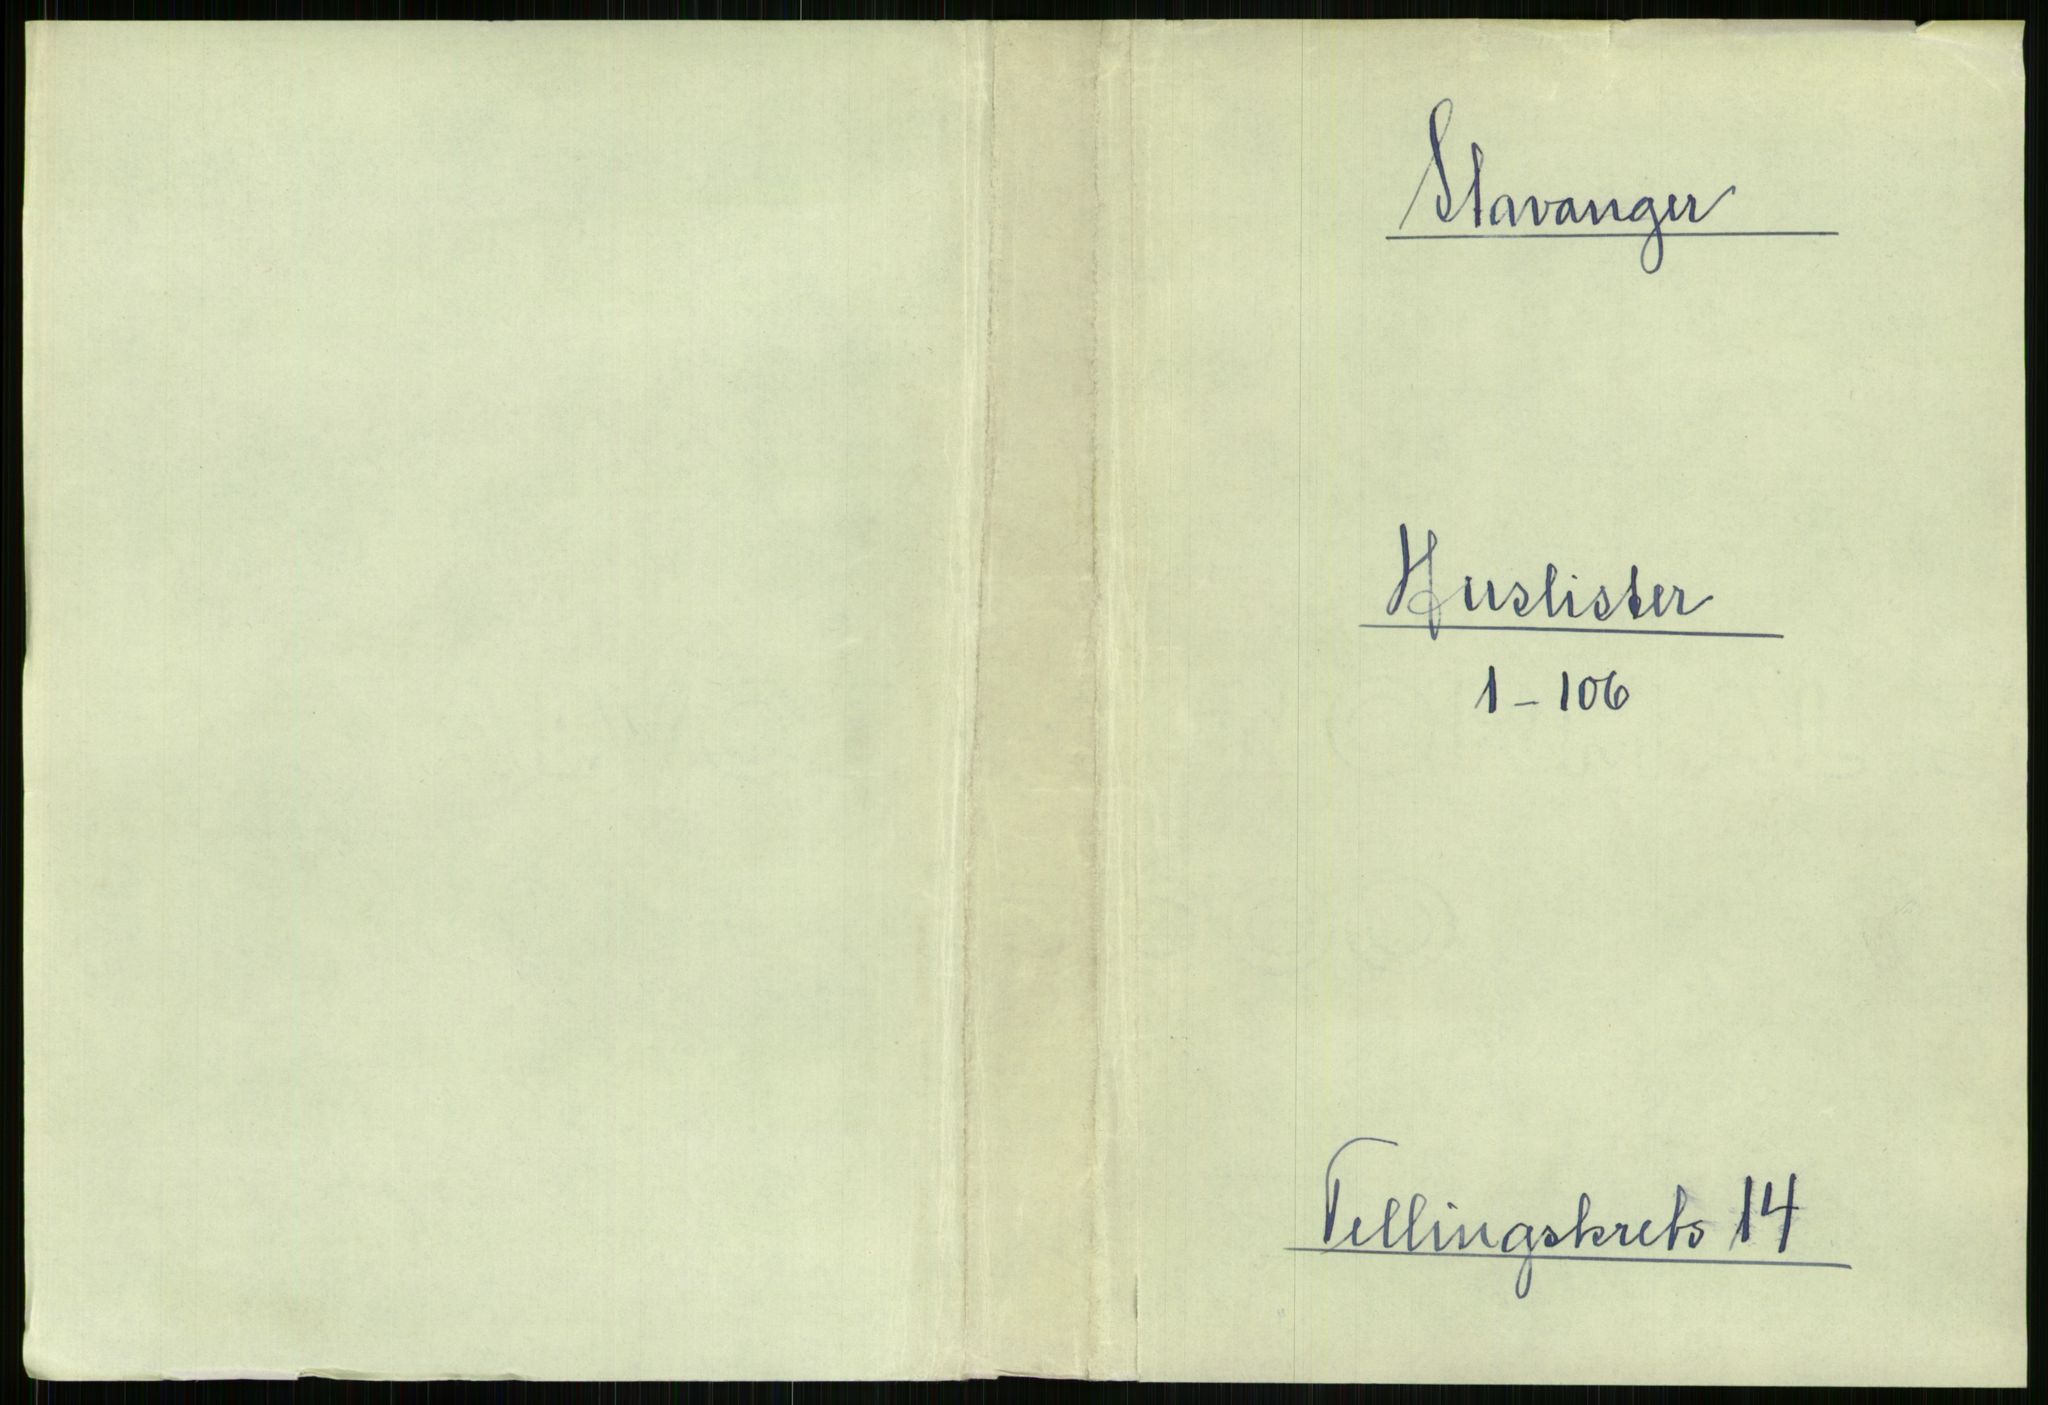 Stavanger
Huslister
1-106
Tellingskrets 14